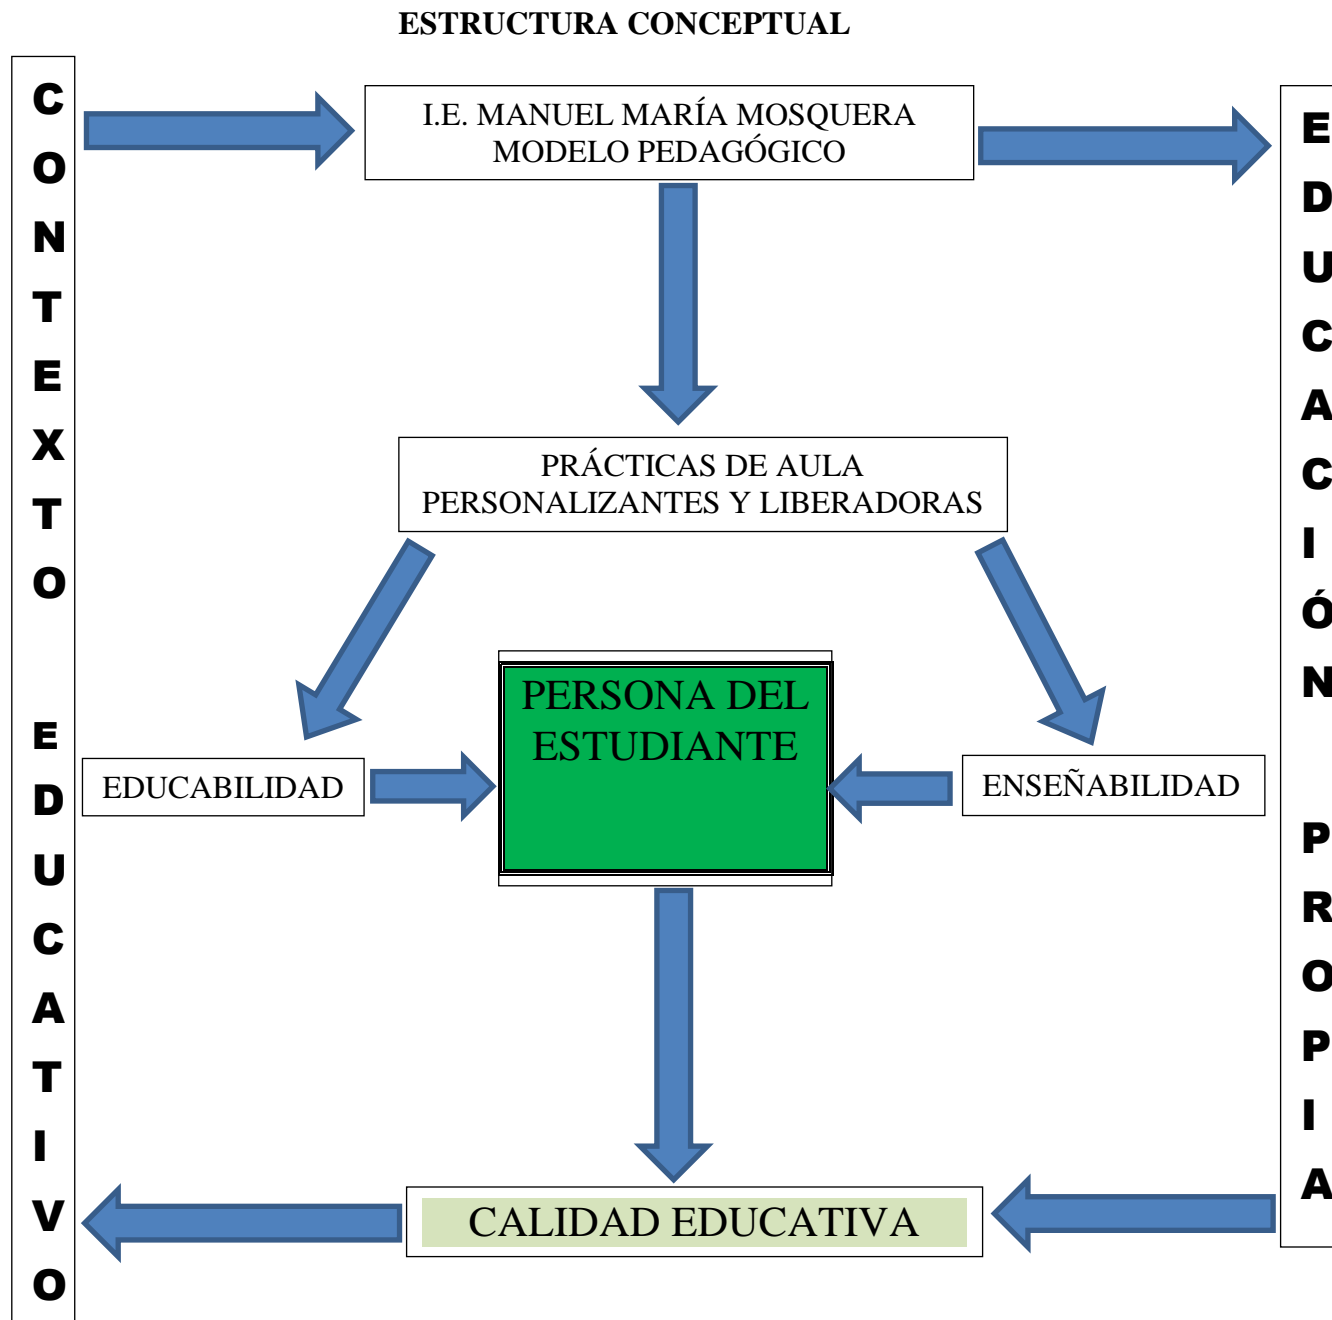 ESTRUCTURA CONCEPTUAL
CONTEXTO EDUCATIVO
I.E. MANUEL MARÍA MOSQUERA
MODELO PEDAGÓGICO
EDUCACIÓN PROPIA
PRÁCTICAS DE AULA
PERSONALIZANTES Y LIBERADORAS
PERSONA DEL
ESTUDIANTE
EDUCABILIDAD
ENSEÑABILIDAD
CALIDAD EDUCATIVA